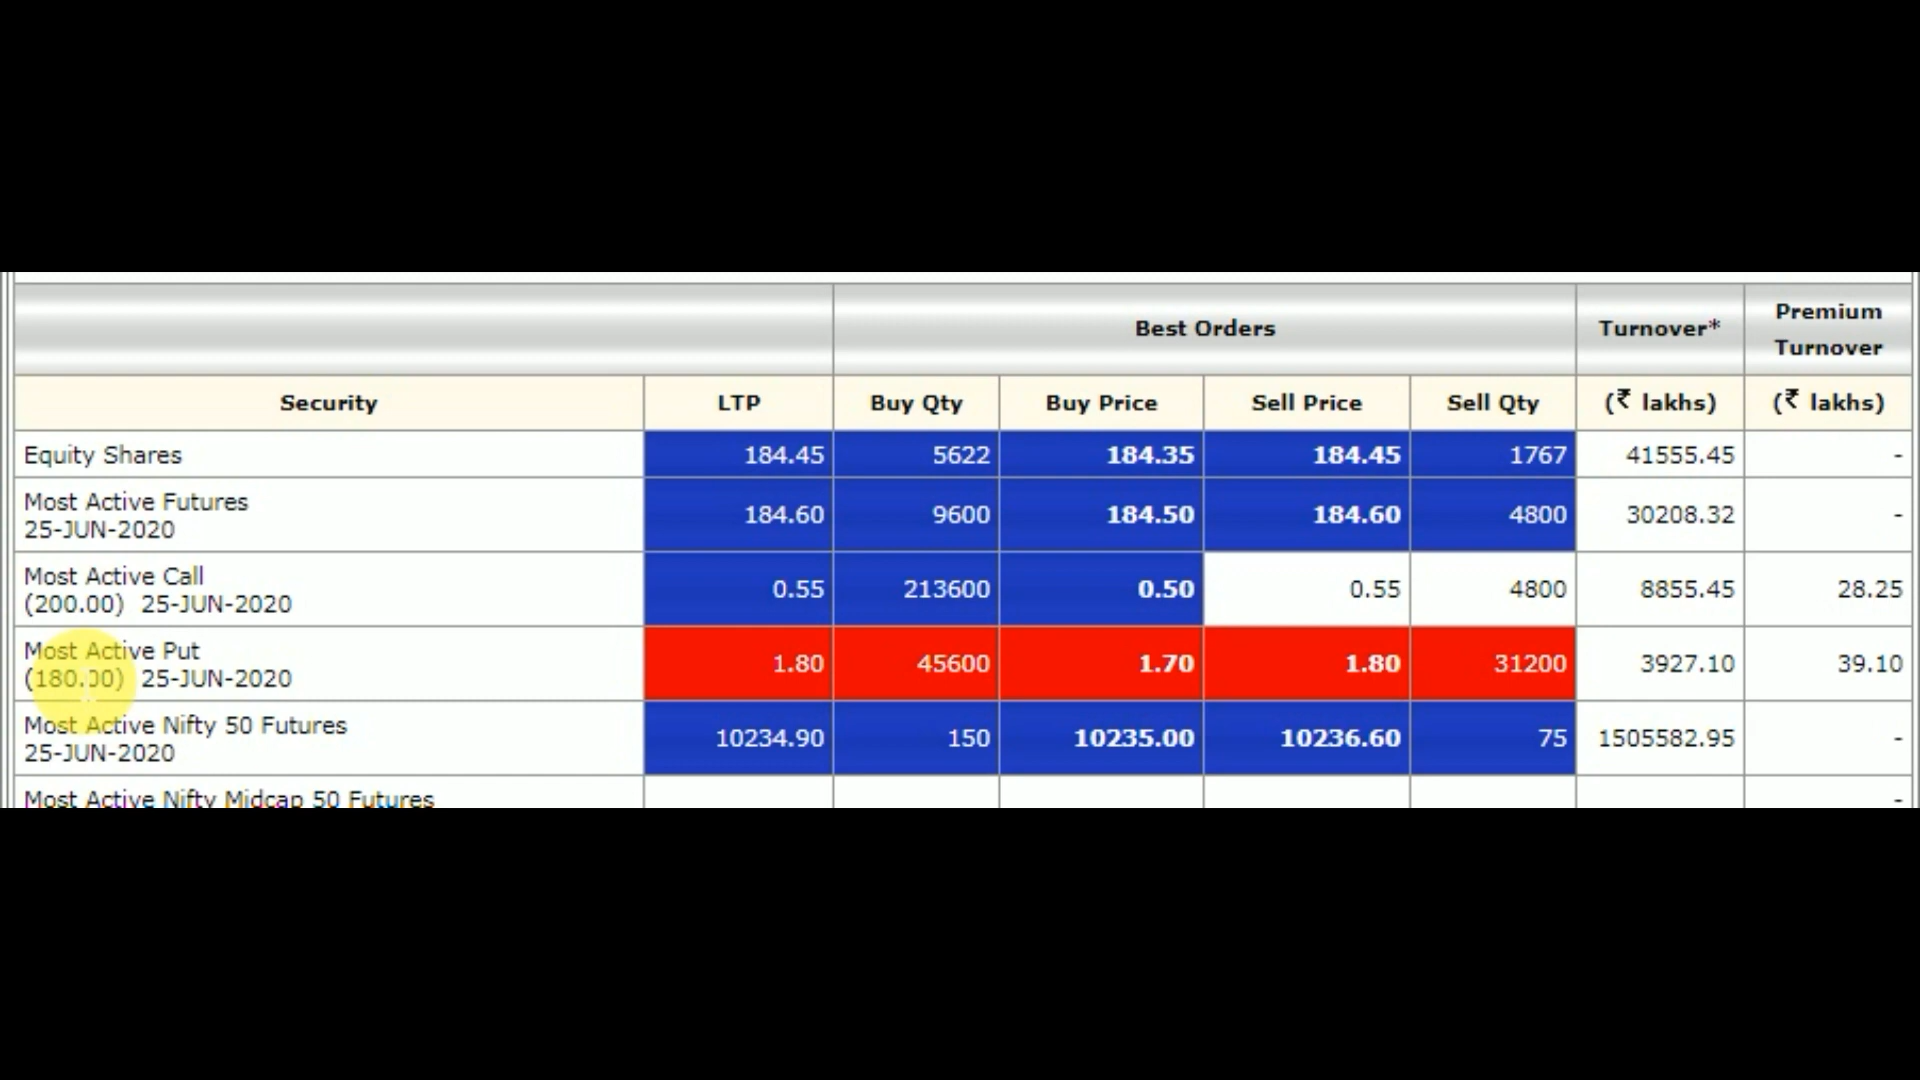 Best Orders Turnover* Premium Turnover
Security LTP Buy Qty Buy Price Sell Price Sell Qty (₹ lakhs) (₹ lakhs)
Equity Shares 184.45 5622 184.35 184.45 1767 41555.45 -
Most Active Futures
25-JUN-2020 184.60 9600 184.50 184.60 4800 30208.32 -
Most Active Call
(200.00) 25-JUN-2020 0.55 213600 0.50 0.55 4800 8855.45 28.25
Most Active Put
(180.00) 25-JUN-2020 1.80 45600 1.70 1.80 31200 3927.10 39.10
Most Active Nifty 50 Futures
25-JUN-2020 10234.90 150 10235.00 10236.60 75 1505582.95 -
Most Active Nifty Midcap 50 Futures -